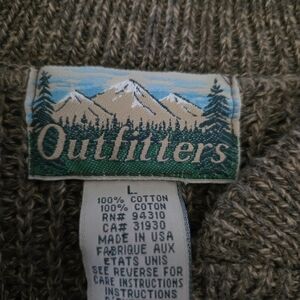 Outfitters
L
100% COTTON
100% COTON
RN# 94310
CA# 31930
MADE IN USA
FABRIQUE AUX
ETATS UNIS
SEE REVERSE FOR
CARE INSTRUCTIONS
INSTRUCTIONS